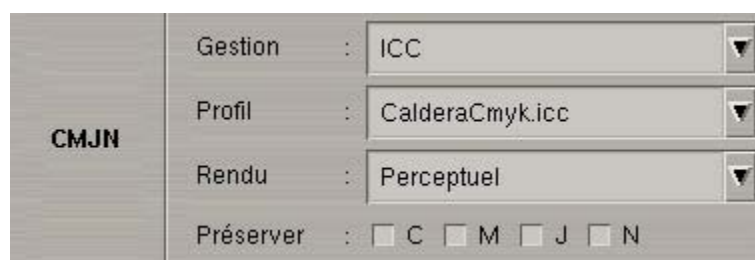 Gestion : ICC
Profil : CalderaCmyk.icc
CMJN
Rendu : Perceptuel
Préserver : C M J N